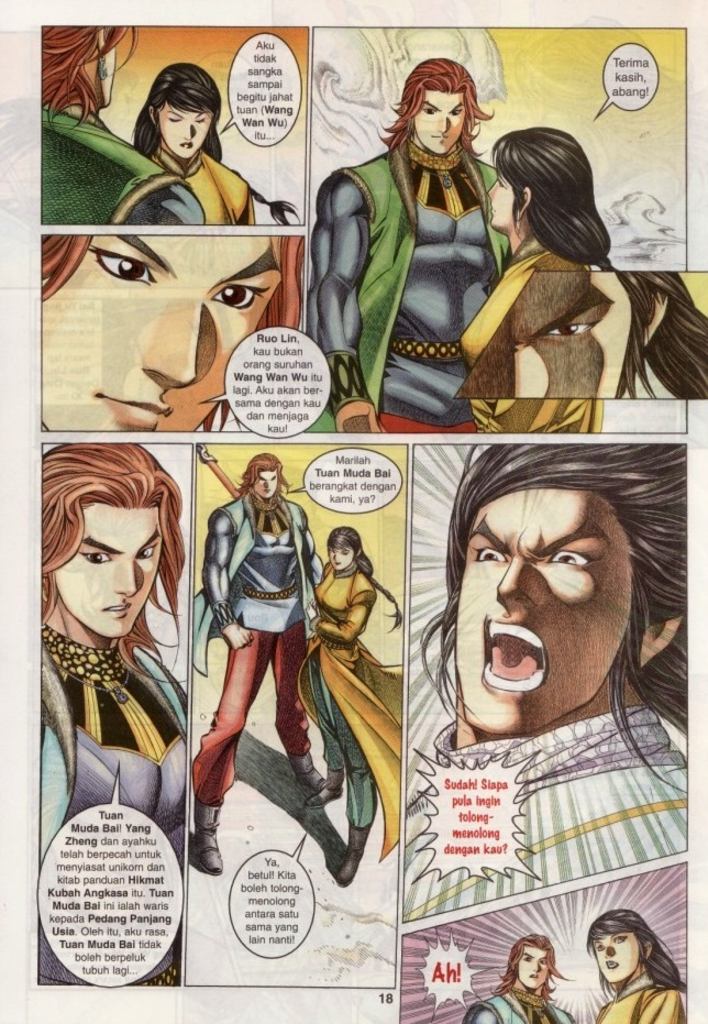 Aku
tidak
sangka
sampai
begitu jahat
tuan (Wang
Wan Wu)
itu...
Terima
kasih,
abang!
Ruo Lin,
kau bukan
orang suruhan
Wang Wan Wu itu
lagi. Aku akan ber-
sama dengan kau
dan menjaga
kau!
Tuan
Muda Bai! Yang
Zheng dan ayahku
telah berpecah untuk
menyiasat unikorn dan
kitab panduan Hikmat
Kubah Angkasa itu. Tuan
Muda Bai ini ialah waris
kepada Pedang Panjang
Usia. Oleh itu, aku rasa,
Tuan Muda Bai tidak
boleh berpeluk
tubuh lagi...
Marilah
Tuan Muda Bai
berangkat dengan
kami, ya?
Ya,
betul! Kita
boleh tolong-
menolong
antara satu
sama yang
lain nanti!
Sudah! Siapa
pula ingin
tolong-
menolong
dengan kau?
Ah!
18